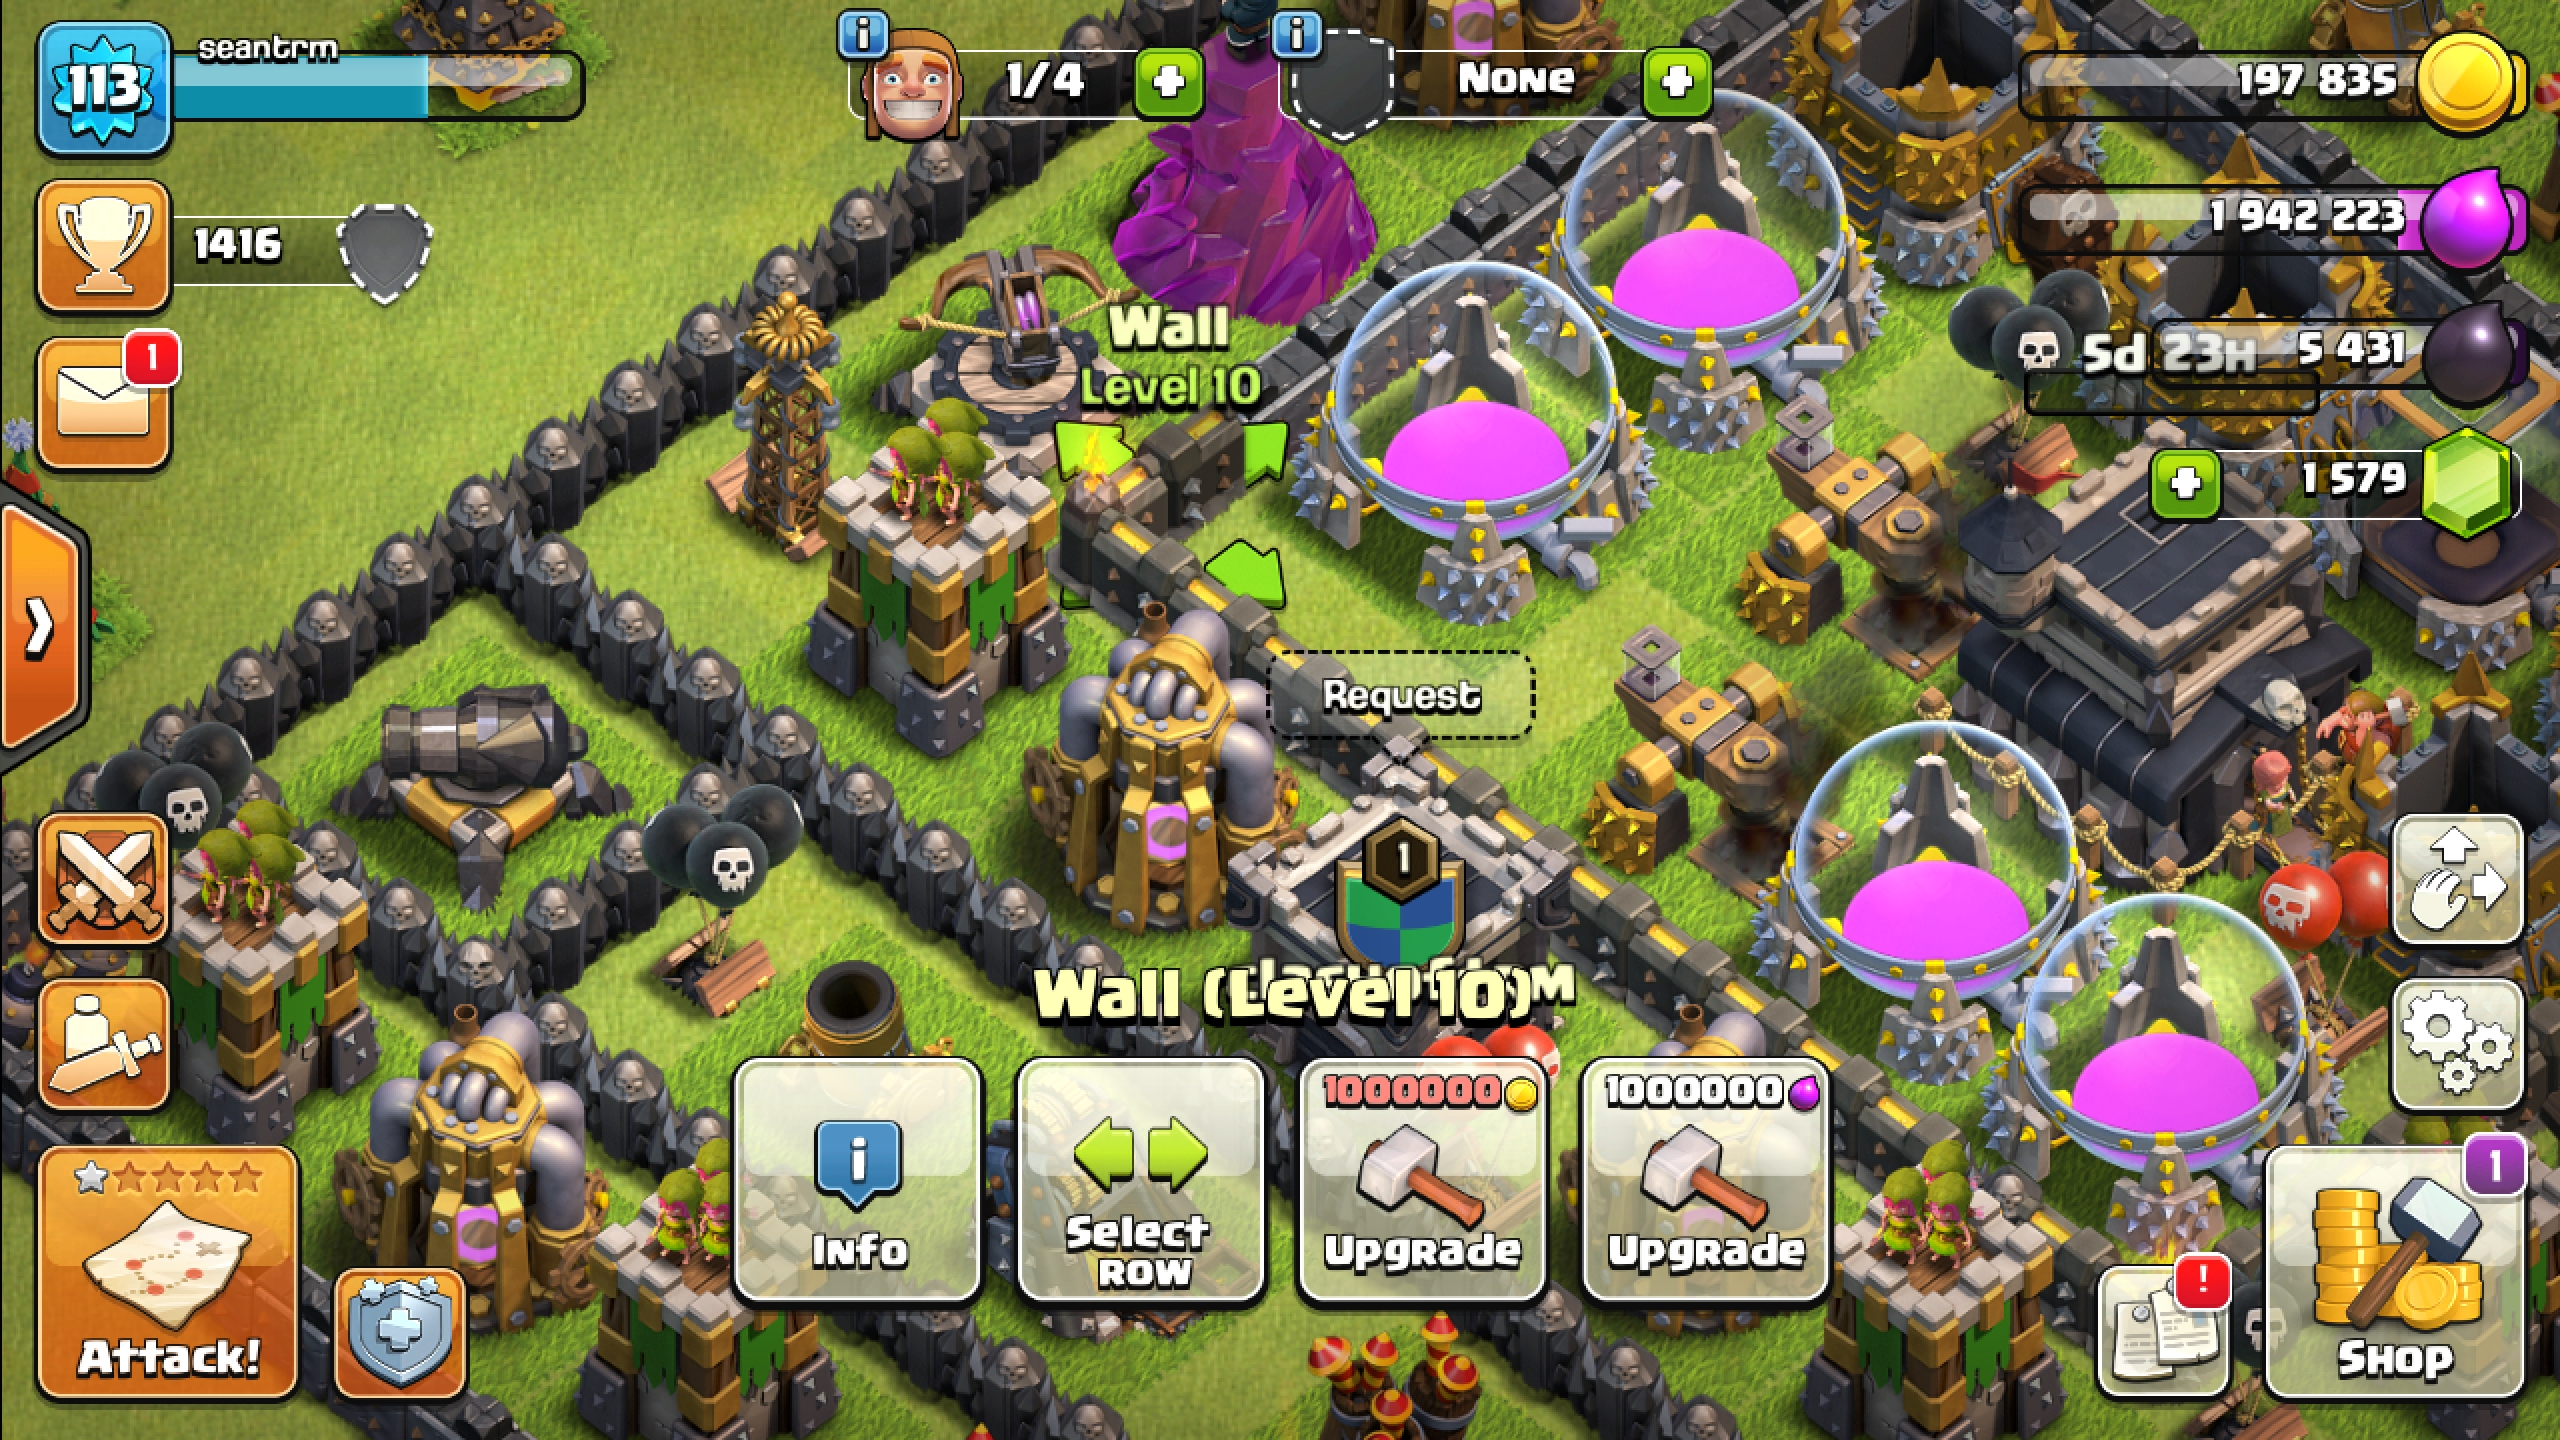 113
seantrm
1/4
None
197 835
1416
1 942 223
1
Wall
Level 10
5d 23H
5 431
1 579
Request
1
Wall (Level 10)
Info
Select
row
1000000
Upgrade
1000000
Upgrade
Attack!
!
1
Shop